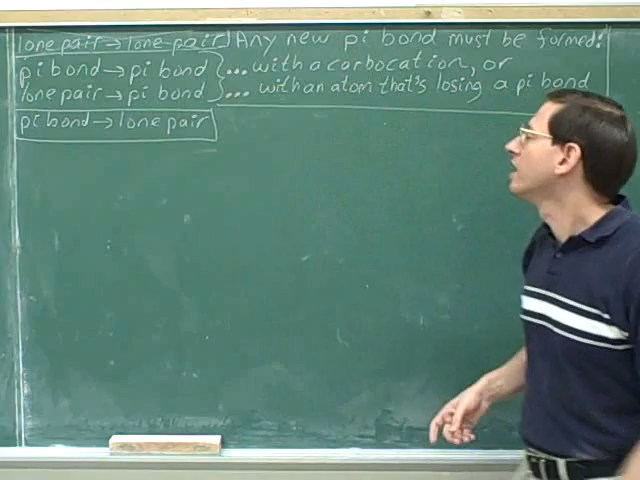 lone pair→lone pair Any new pi bond must be formed:
pi bond→pi bond } ... with a carbocation, or
lone pair→pi bond } ... with an atom that's losing a pi bond
pi bond→lone pair